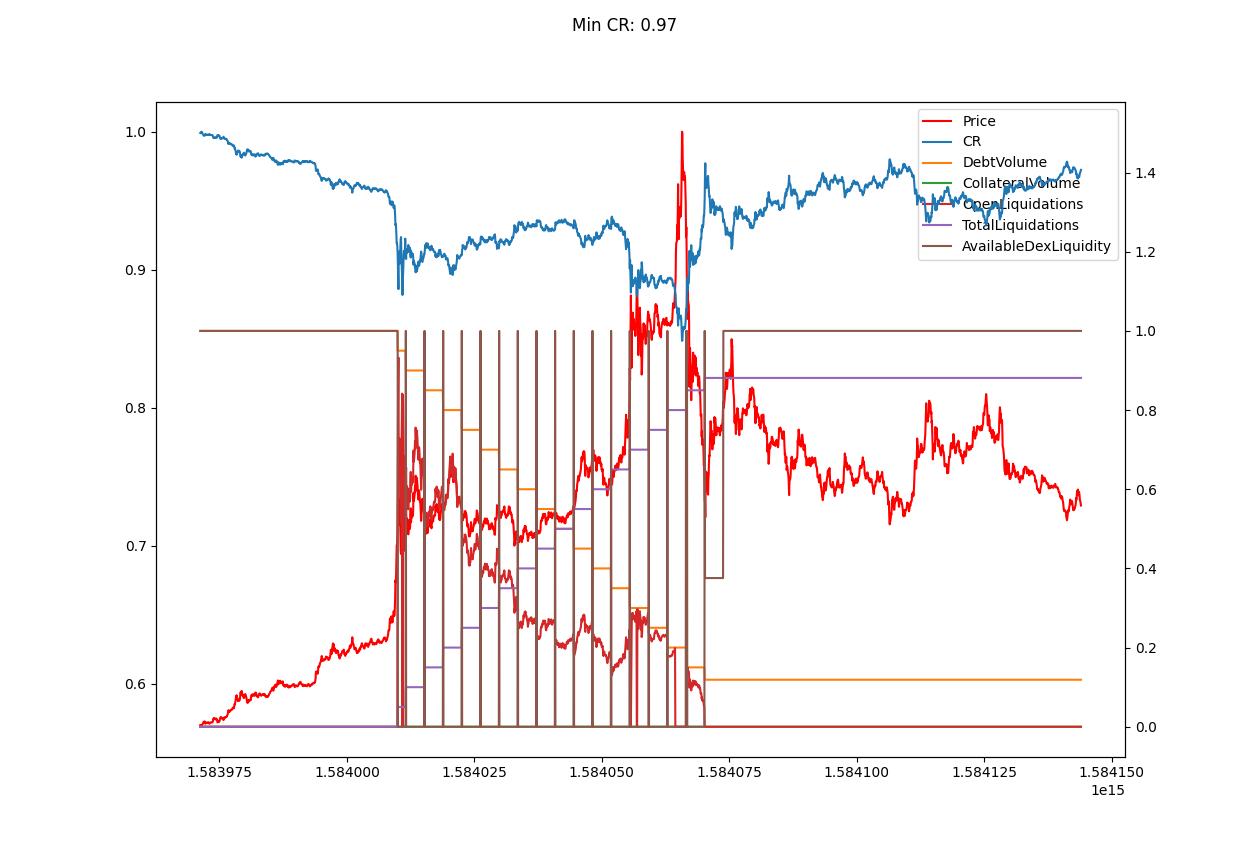 Min CR: 0.97
1.0
0.9
0.8
0.7
0.6
Price
CR
DebtVolume
CollateralVolume
OpenLiquidations
TotalLiquidations
AvailableDexLiquidity
1.4
1.2
1.0
0.8
0.6
0.4
0.2
0.0
1.583975 1.584000 1.584025 1.584050 1.584075 1.584100 1.584125 1.584150
1e15